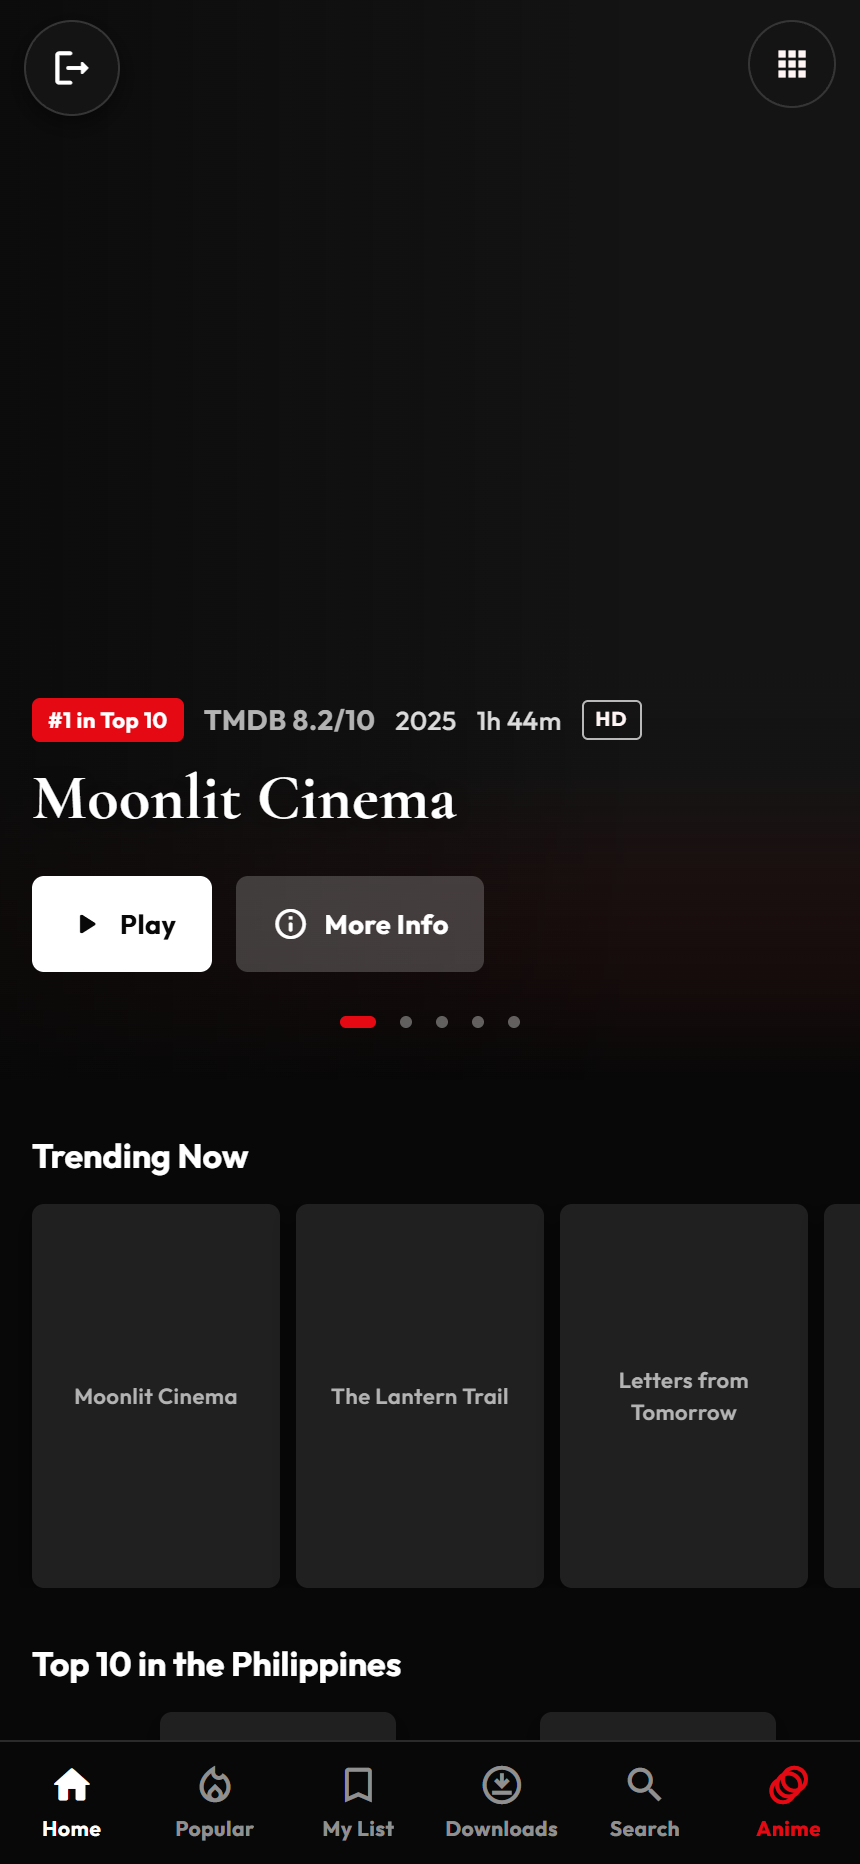 #1 in Top 10 TMDB 8.2/10 2025 1h 44m HD
Moonlit Cinema
Play More Info
Trending Now
Moonlit Cinema
The Lantern Trail
Letters from
Tomorrow
Top 10 in the Philippines
Home Popular My List Downloads Search Anime